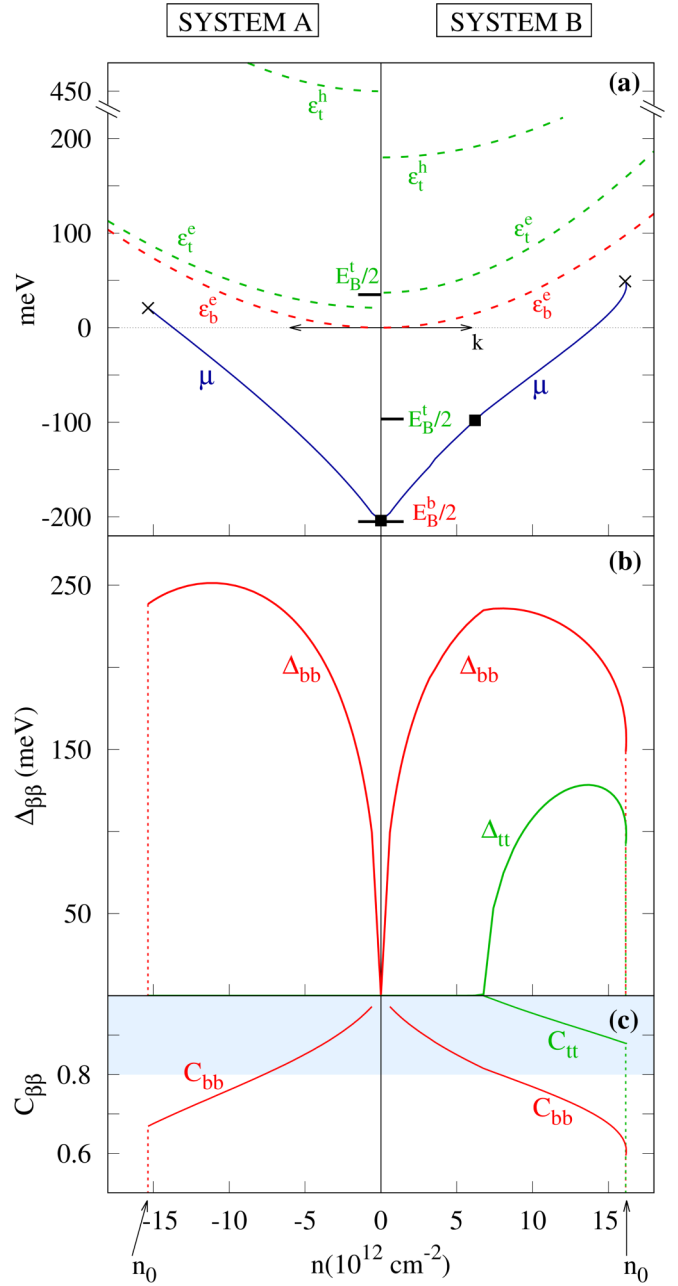 SYSTEM A SYSTEM B
(a)
450
ε_t^h
200
ε_t^h
100
ε_t^e
ε_t^e
E_B^t/2
ε_b^e
ε_b^e
meV
0
k
μ
μ
-100
E_B^t/2
-200
E_B^b/2
(b)
250
Δ_bb
Δ_bb
Δ_ββ (meV)
150
Δ_tt
50
(c)
C_tt
C_ββ
0.8
C_bb
C_bb
0.6
-15 -10 -5 0 5 10 15
n_0 n(10^12 cm^-2) n_0